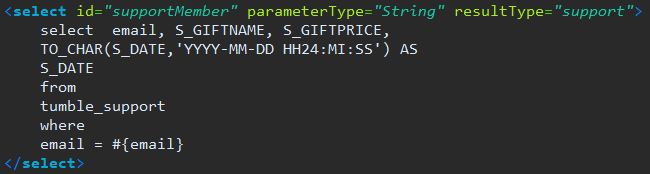 <select id="supportMember" parameterType="String" resultType="support">
select  email, S_GIFTNAME, S_GIFTPRICE,
TO_CHAR(S_DATE,'YYYY-MM-DD HH24:MI:SS') AS
S_DATE
from
tumble_support
where
email = #{email}
</select>